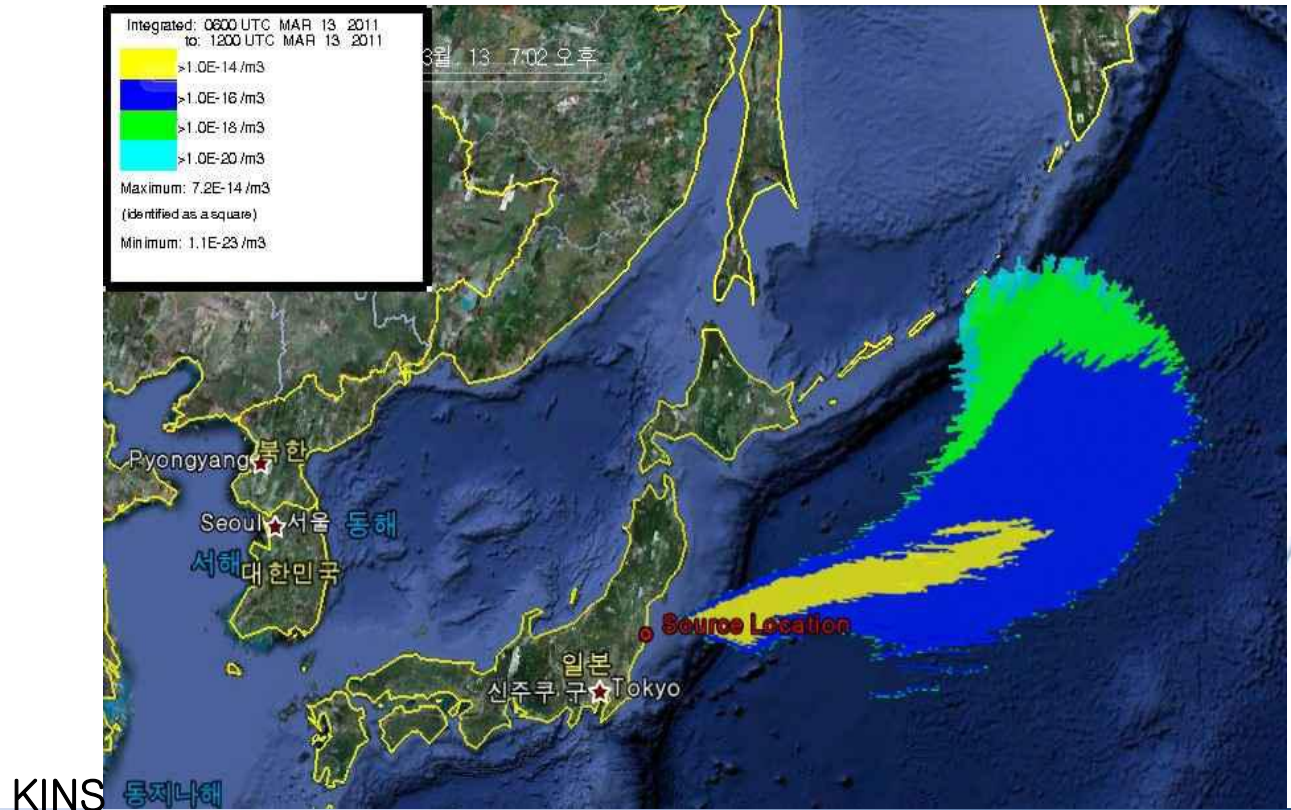 Integrated: 0600 UTC MAR 13 2011
to: 1200 UTC MAR 13 2011
>1.0E-14 /m3
>1.0E-16 /m3
>1.0E-18 /m3
>1.0E-20 /m3
Maximum: 7.2E-14 /m3
(identified as a square)
Minimum: 1.1E-23 /m3
3월, 13 7:02 오후
Pyongyang 북한
Seoul 서울 동해
서해 대한민국
Source Location
일본
신주쿠 구 Tokyo
KINS 동지나해